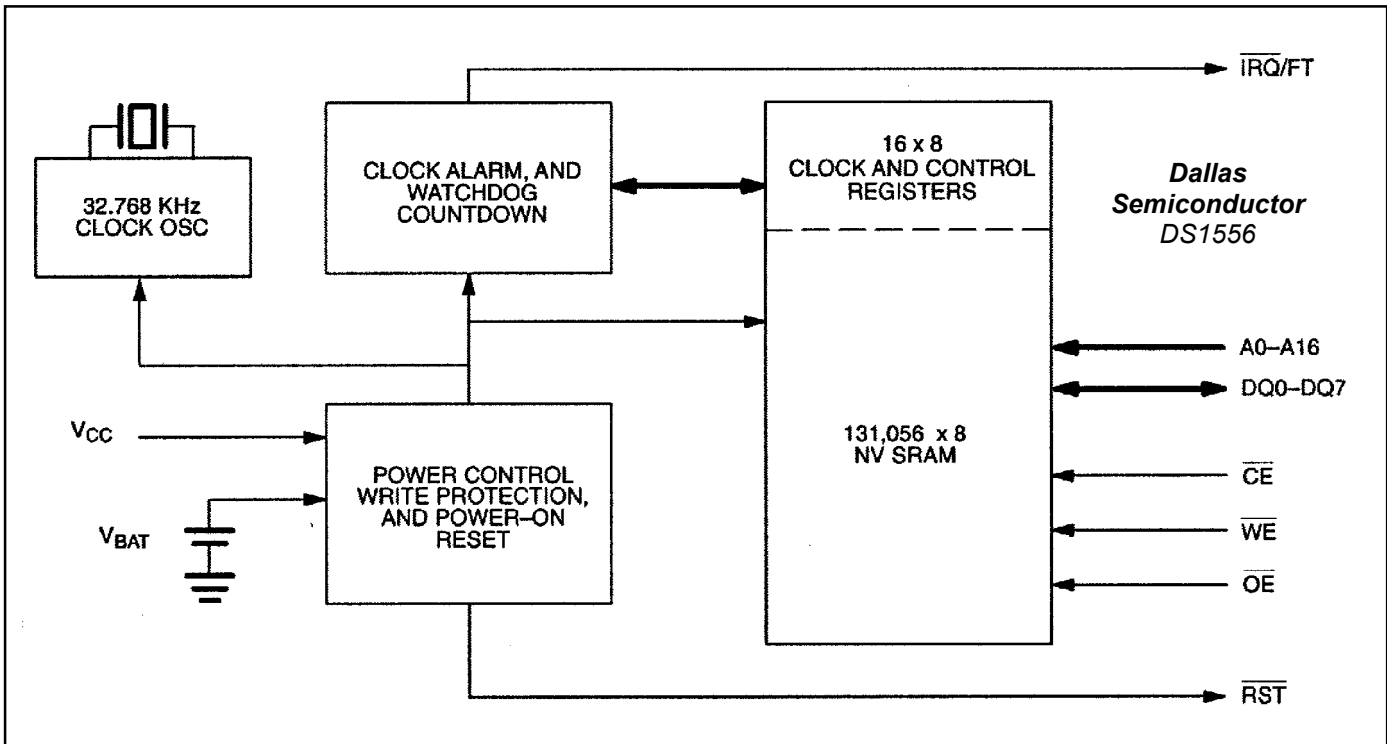 IRQ/FT
32.768 KHz
CLOCK OSC
CLOCK ALARM, AND
WATCHDOG
COUNTDOWN
16 x 8
CLOCK AND CONTROL
REGISTERS
Dallas
Semiconductor
DS1556
A0–A16
DQ0–DQ7
VCC
POWER CONTROL
WRITE PROTECTION,
AND POWER–ON
RESET
131,056 x 8
NV SRAM
CE
VBAT
WE
OE
RST